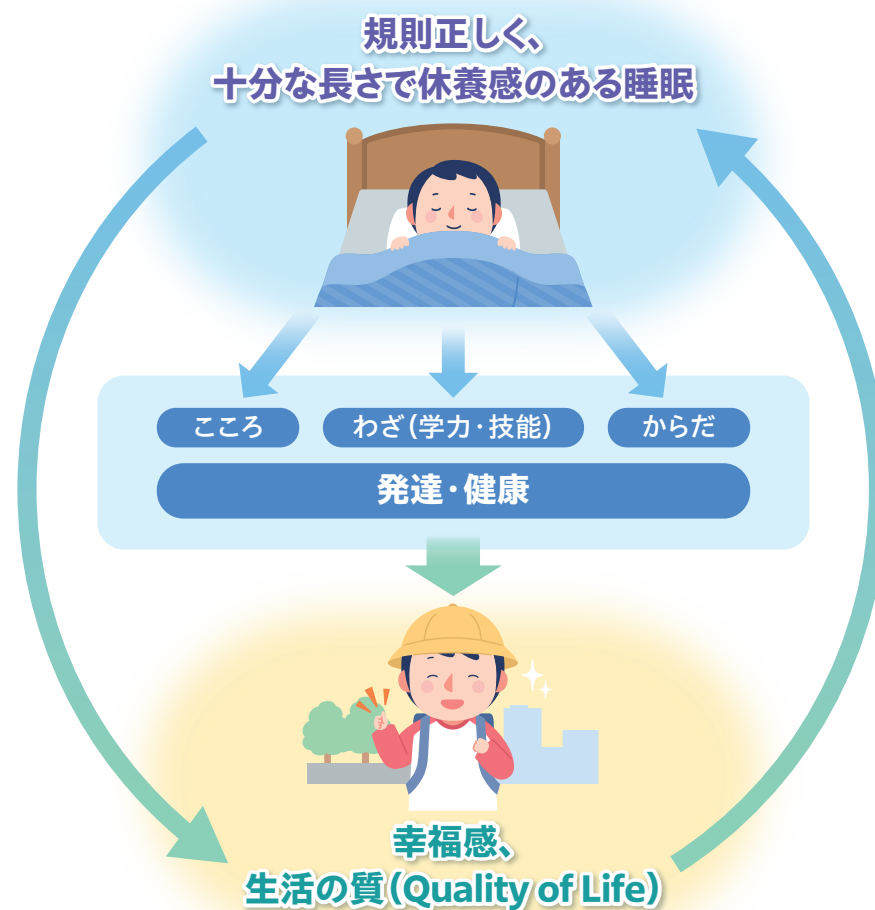 規則正しく、
十分な長さで休養感のある睡眠
こころ
わざ（学力・技能）
からだ
発達・健康
幸福感、
生活の質（Quality of Life）